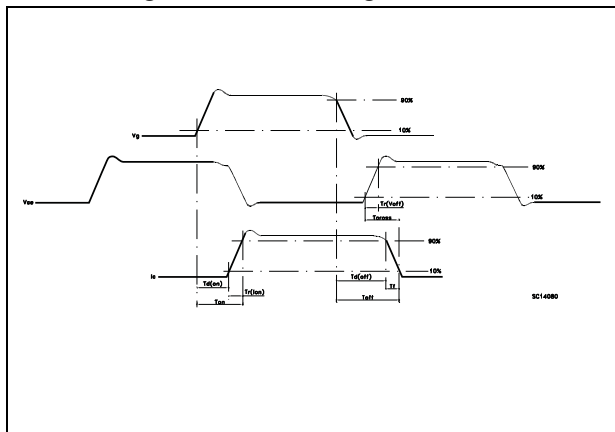 90%
10%
Vg
90%
10%
Vce
Tr(Voff)
Tcross
90%
10%
Ic
Td(on)
Td(off)
Tf
Tr(Ion)
Ton
Toff
SC14080